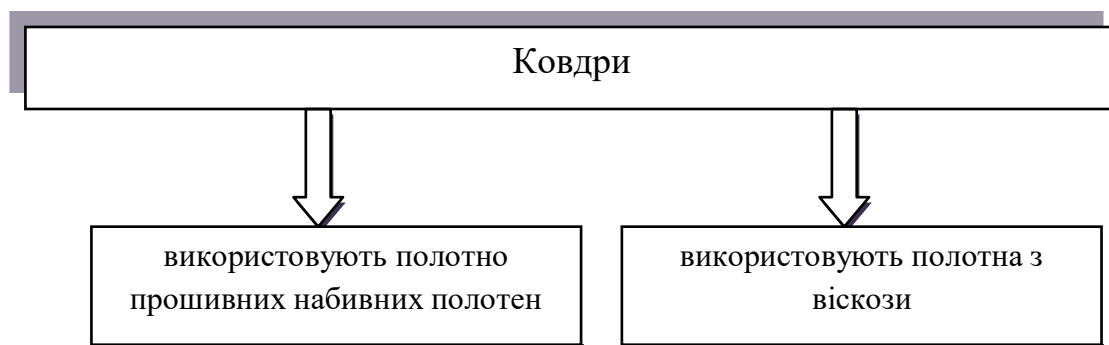 Ковдри
використовують полотно
прошивних набивних полотен
використовують полотна з
віскози